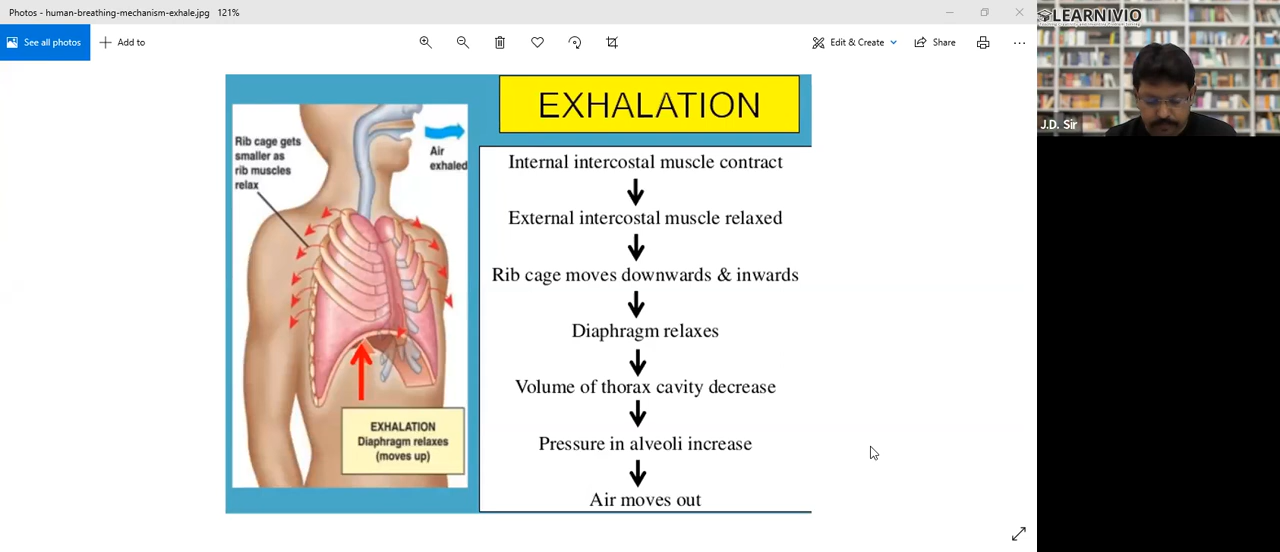 Photos - human-breathing-mechanism-exhale.jpg 121%
See all photos
Add to
Edit & Create
Share
LEARNIVIO
J.D. Sir
EXHALATION
Rib cage gets
smaller as
rib muscles
relax
Air
exhaled
EXHALATION
Diaphragm relaxes
(moves up)
Internal intercostal muscle contract
External intercostal muscle relaxed
Rib cage moves downwards & inwards
Diaphragm relaxes
Volume of thorax cavity decrease
Pressure in alveoli increase
Air moves out